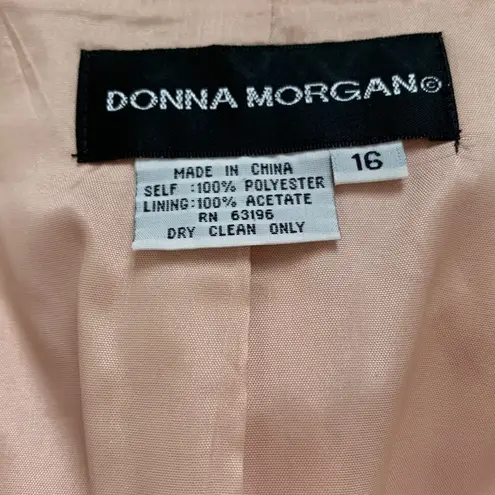 DONNA MORGAN©
16
MADE IN CHINA
SELF :100% POLYESTER
LINING:100% ACETATE
RN 63196
DRY CLEAN ONLY